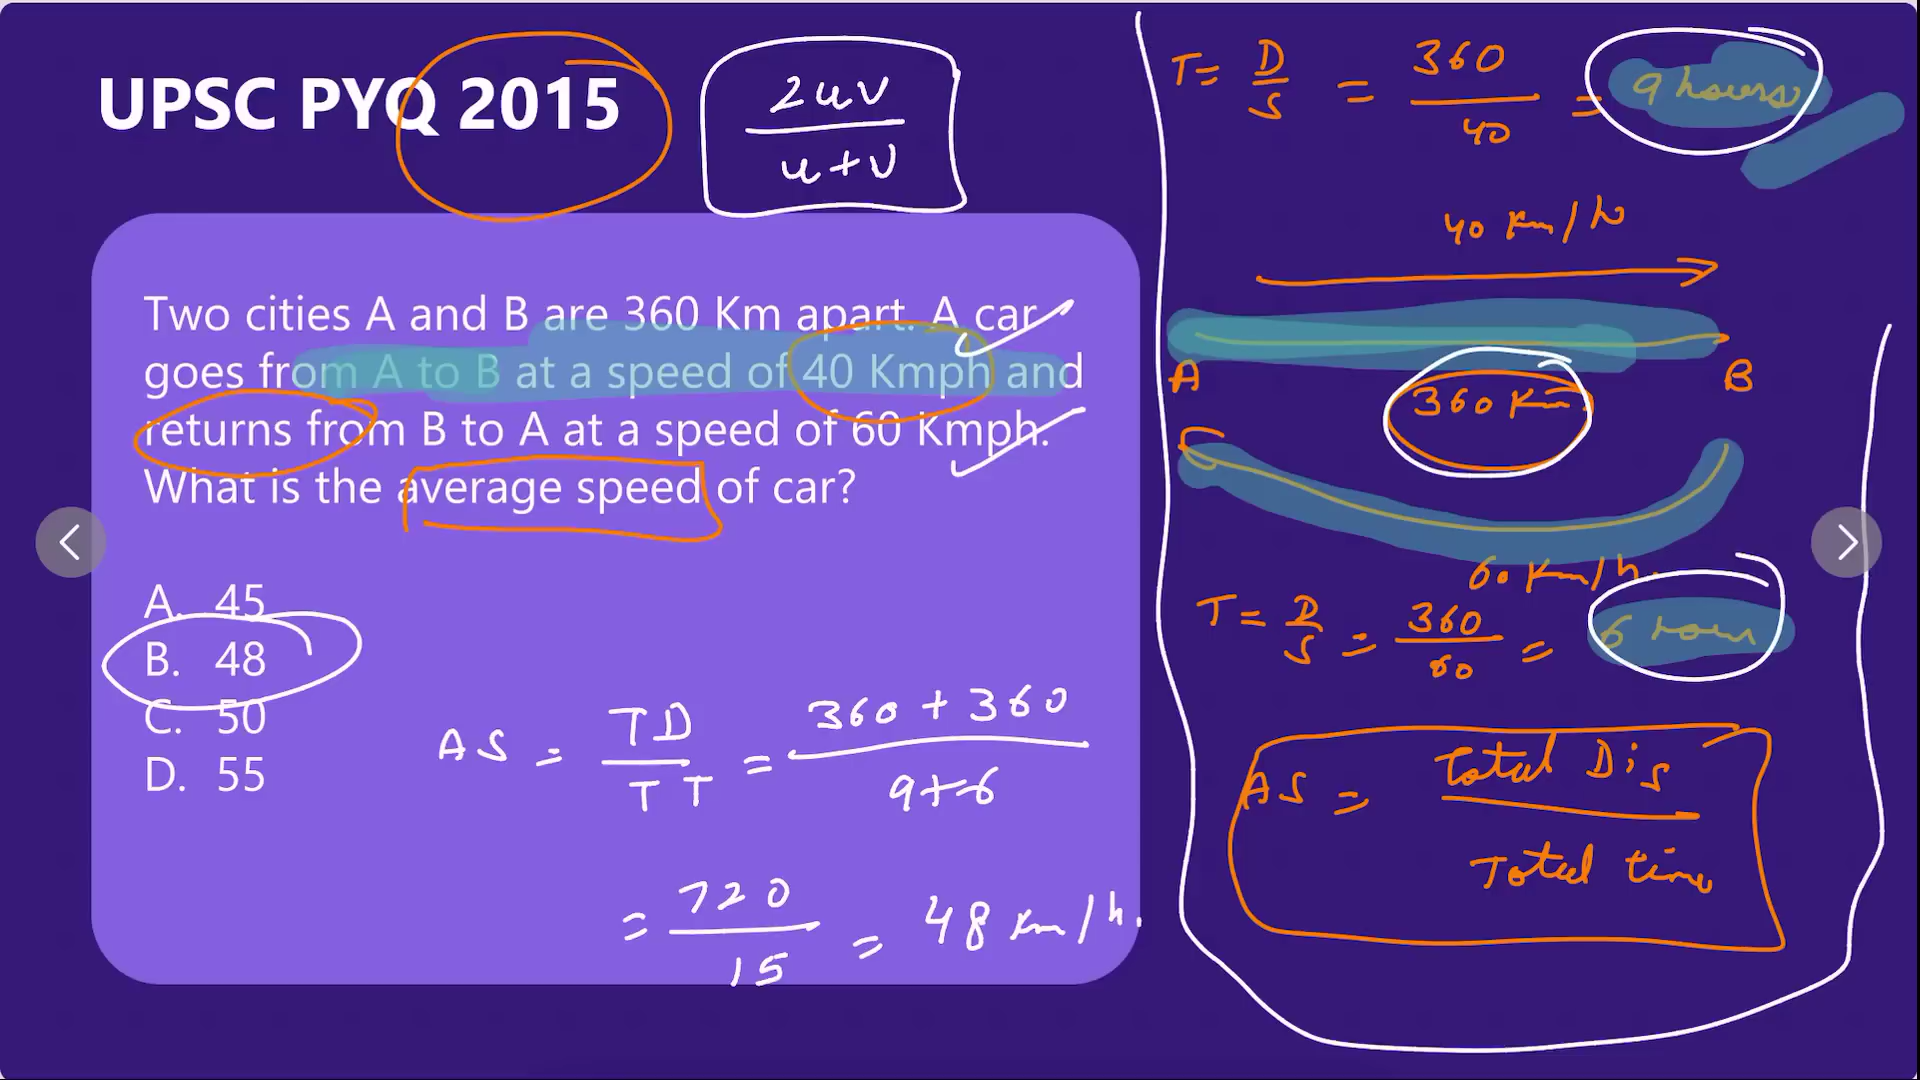 UPSC PYQ 2015
2uv
u+v
Two cities A and B are 360 Km apart. A car
goes from A to B at a speed of 40 Kmph and
returns from B to A at a speed of 60 Kmph.
What is the average speed of car?
A. 45
B. 48
C. 50
D. 55
AS = TD / TT = 360 + 360 / 9+6
= 720 / 15 = 48 Km/h.
T = D / S = 360 / 40 = 9 hours
40 Km/h
A B
360 Km
60 Km/h.
T = D / S = 360 / 60 = 6 hour
AS = Total Dis
Total time